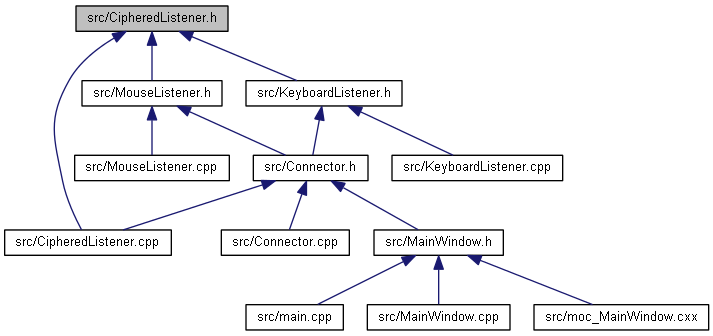 src/CipheredListener.h
src/MouseListener.h
src/KeyboardListener.h
src/MouseListener.cpp
src/Connector.h
src/KeyboardListener.cpp
src/CipheredListener.cpp
src/Connector.cpp
src/MainWindow.h
src/main.cpp
src/MainWindow.cpp
src/moc_MainWindow.cxx